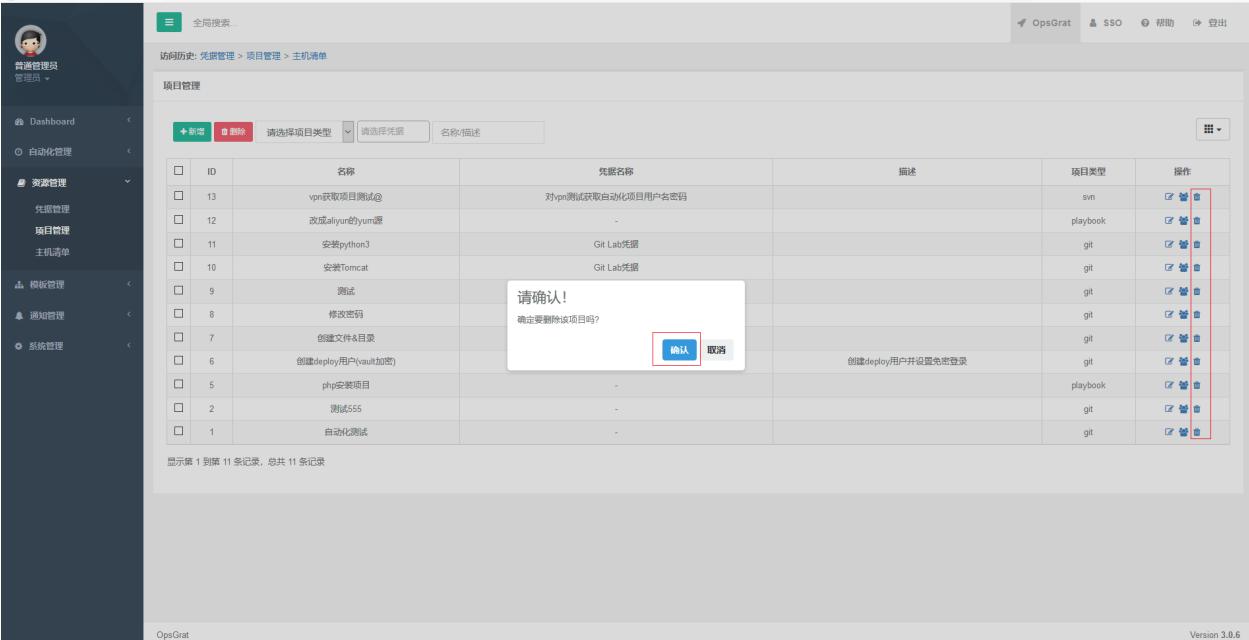 全局搜索...
OpsGrat SSO 帮助 登出
普通管理员
管理员
访问历史: 凭据管理 > 项目管理 > 主机清单
项目管理
Dashboard
自动化管理
资源管理
凭据管理
项目管理
主机清单
模板管理
通知管理
系统管理
新增 删除 请选择项目类型 请选择凭据 名称/描述
ID 名称 凭据名称 描述 项目类型 操作
13 vpn获取项目测试@ 对vpn测试获取自动化项目用户名密码 svn
12 改成aliyun的yum源 - playbook
11 安装python3 Git Lab凭据 git
10 安装Tomcat Git Lab凭据 git
9 测试 git
8 修改密码 git
7 创建文件&目录 git
6 创建deploy用户(vault加密) 创建deploy用户并设置免密登录 git
5 php安装项目 - playbook
2 测试555 - git
1 自动化测试 - git
请确认!
确定要删除该项目吗?
确认 取消
显示第 1 到第 11 条记录，总共 11 条记录
OpsGrat Version 3.0.6